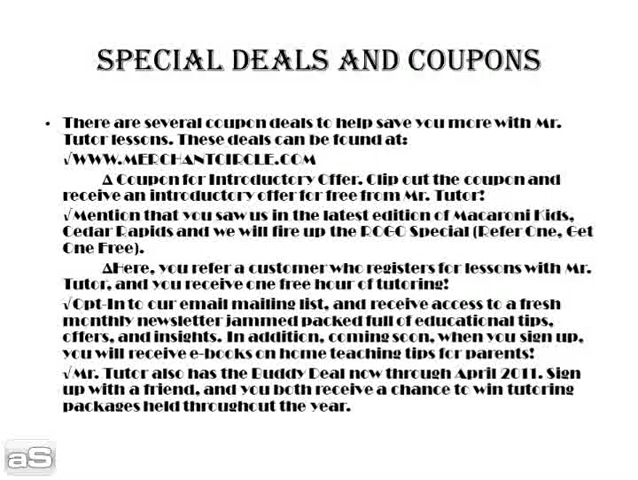 SPECIAL DEALS AND COUPONS
• There are several coupon deals to help save you more with Mr.
Tutor lessons. These deals can be found at:
√WWW.MERCHANTCIRCLE.COM
∆ Coupon for Introductory Offer. Clip out the coupon and
receive an introductory offer for free from Mr. Tutor!
√Mention that you saw us in the latest edition of Macaroni Kids,
Cedar Rapids and we will fire up the ROGO Special (Refer One, Get
One Free).
∆Here, you refer a customer who registers for lessons with Mr.
Tutor, and you receive one free hour of tutoring!
√Opt-In to our email mailing list, and receive access to a fresh
monthly newsletter jammed packed full of educational tips,
offers, and insights. In addition, coming soon, when you sign up,
you will receive e-books on home teaching tips for parents!
√Mr. Tutor also has the Buddy Deal now through April 2011. Sign
up with a friend, and you both receive a chance to win tutoring
packages held throughout the year.
aS